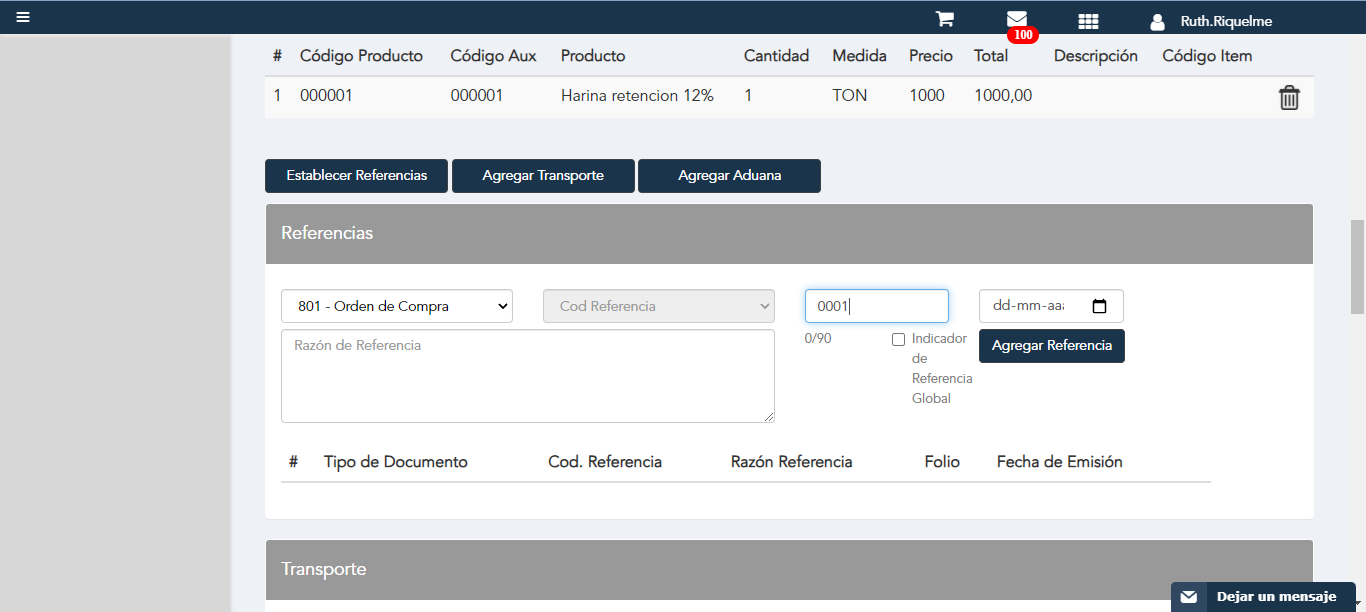 Ruth.Riquelme
100
# Código Producto Código Aux Producto Cantidad Medida Precio Total Descripción Código Item
1 000001 000001 Harina retencion 12% 1 TON 1000 1000,00
Establecer Referencias Agregar Transporte Agregar Aduana
Referencias
801 - Orden de Compra Cod Referencia 0001 dd-mm-aaa
Razón de Referencia 0/90 Indicador Agregar Referencia
de
Referencia
Global
# Tipo de Documento Cod. Referencia Razón Referencia Folio Fecha de Emisión
Transporte
Dejar un mensaje